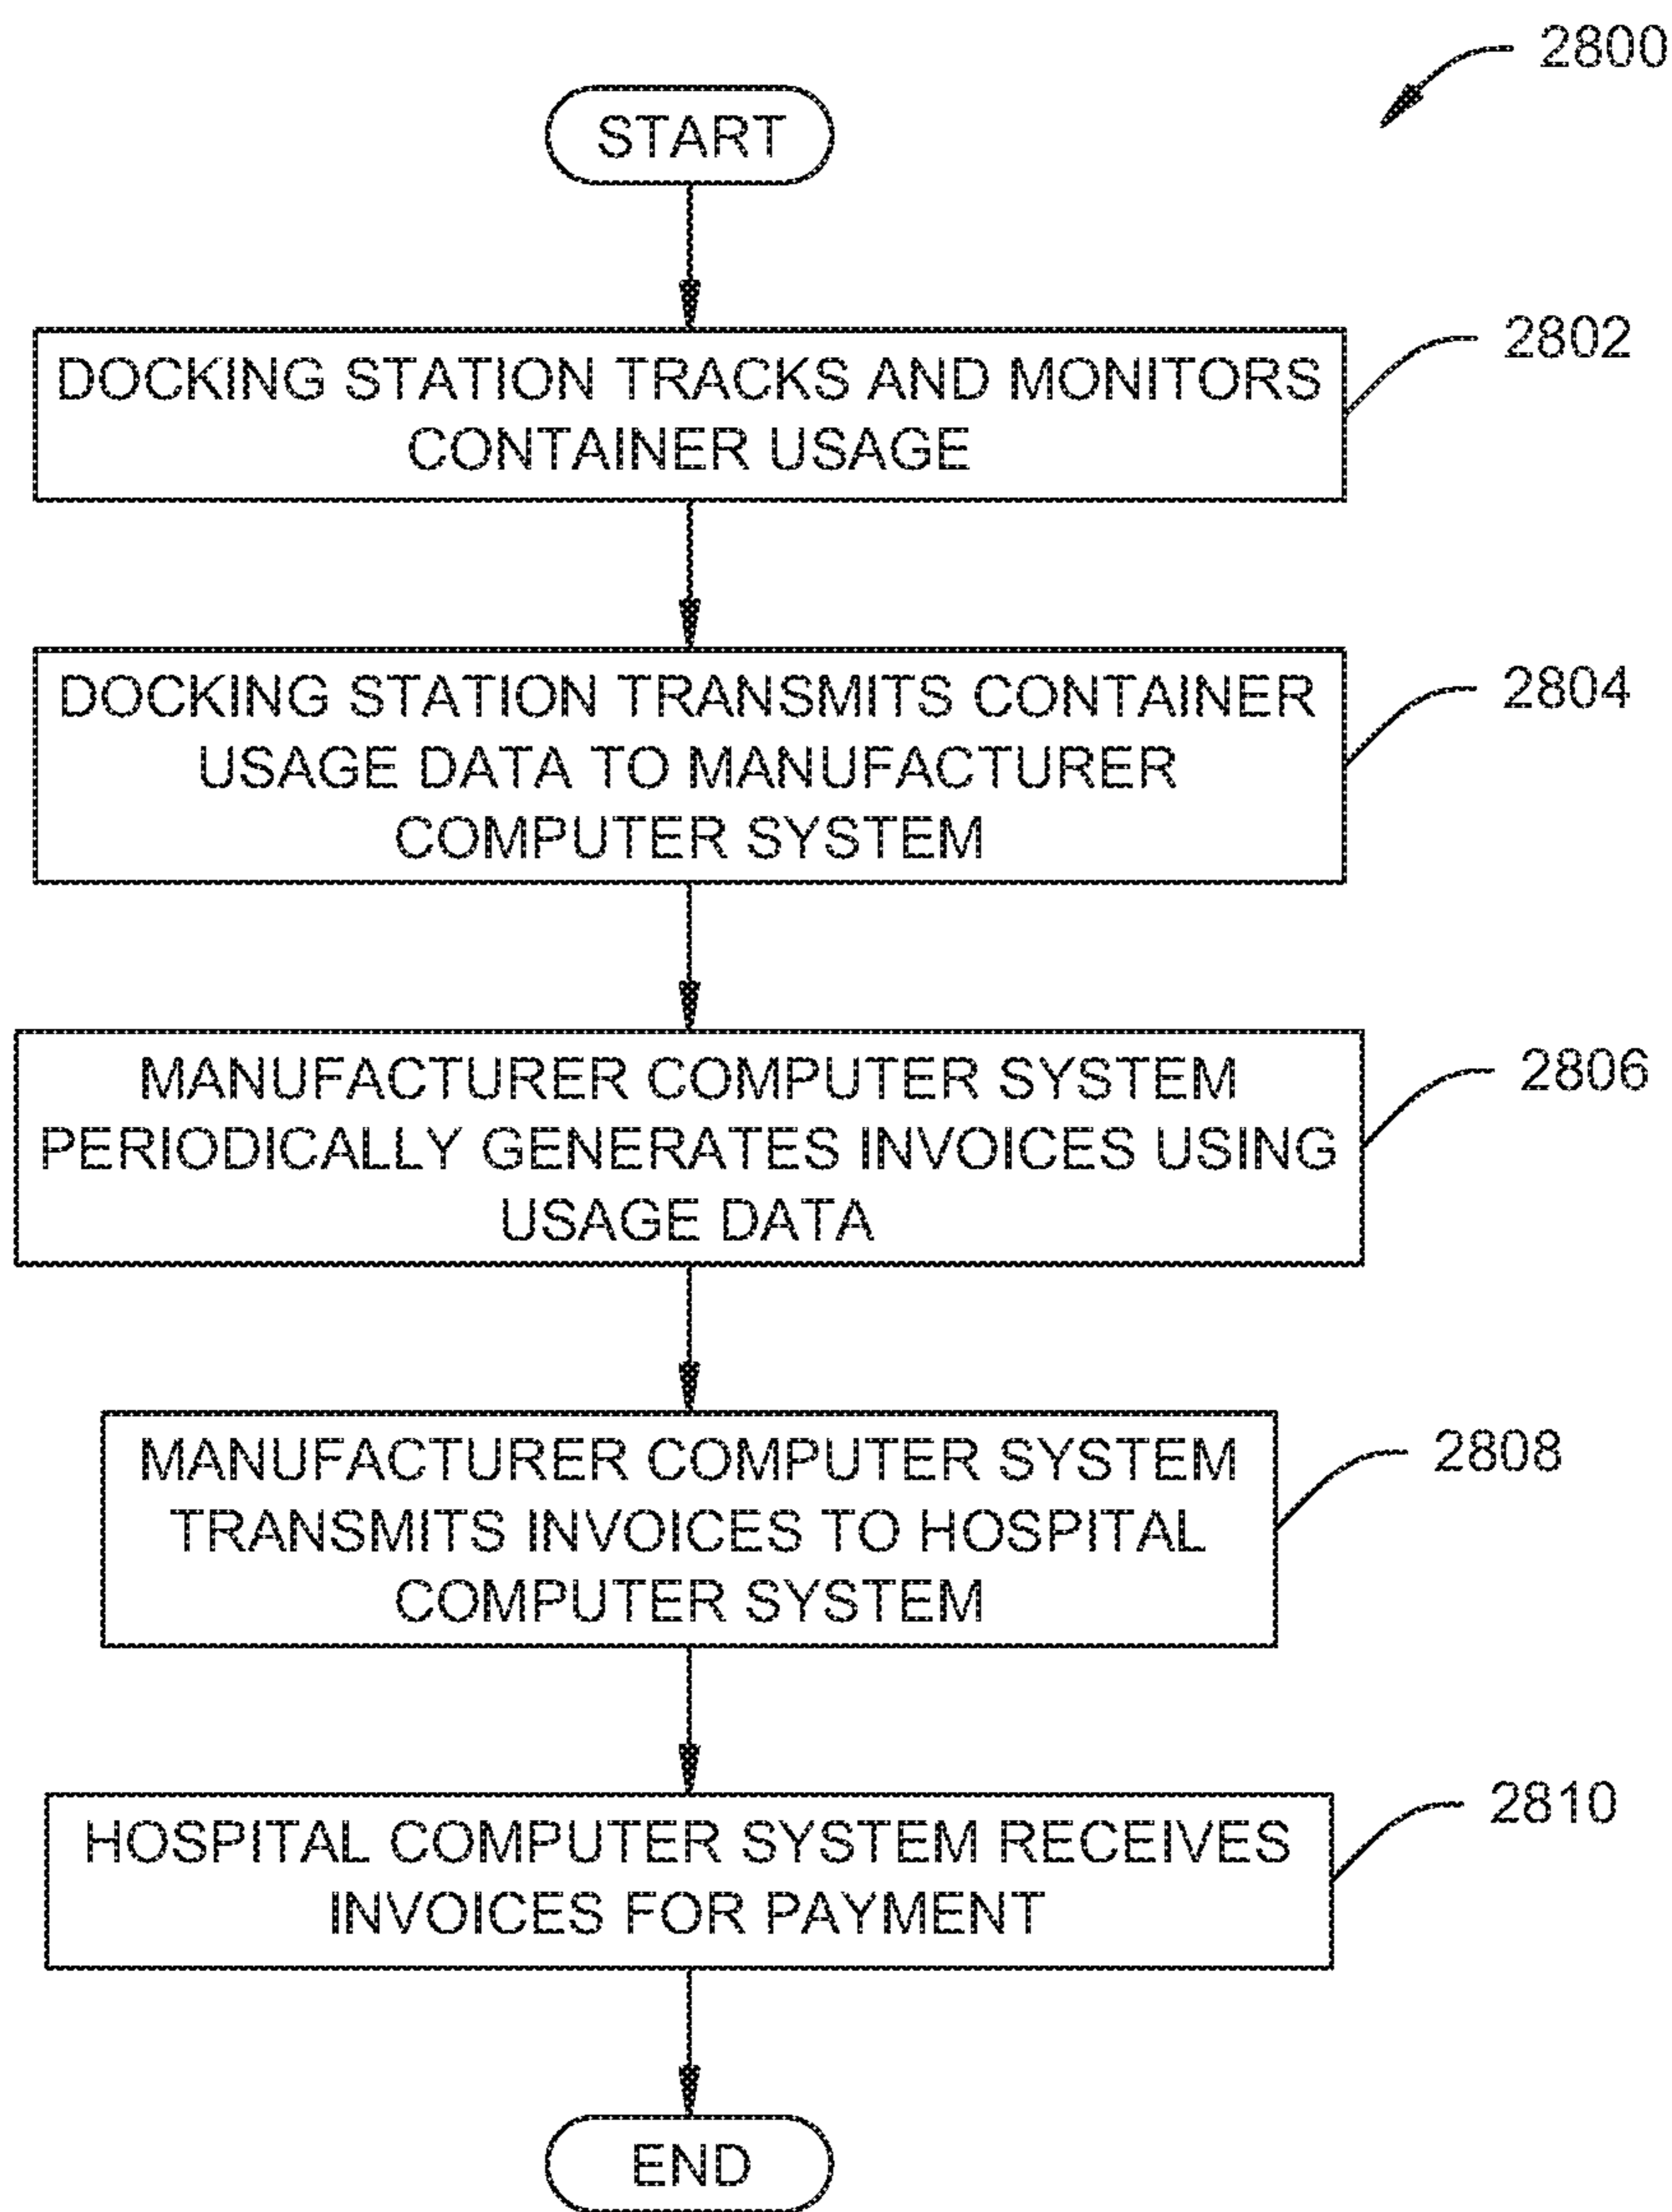 2800
START
DOCKING STATION TRACKS AND MONITORS
CONTAINER USAGE
2802
DOCKING STATION TRANSMITS CONTAINER
USAGE DATA TO MANUFACTURER
COMPUTER SYSTEM
2804
MANUFACTURER COMPUTER SYSTEM
PERIODICALLY GENERATES INVOICES USING
USAGE DATA
2806
MANUFACTURER COMPUTER SYSTEM
TRANSMITS INVOICES TO HOSPITAL
COMPUTER SYSTEM
2808
HOSPITAL COMPUTER SYSTEM RECEIVES
INVOICES FOR PAYMENT
2810
END